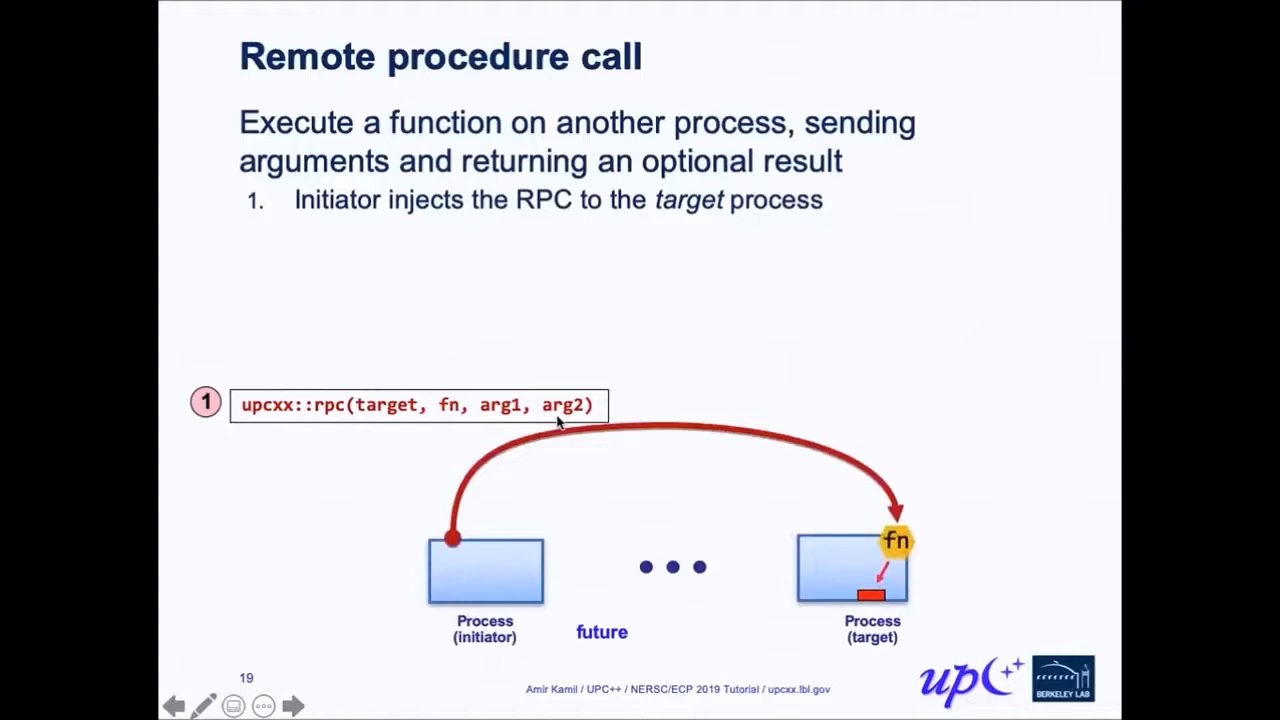 Remote procedure call
Execute a function on another process, sending
arguments and returning an optional result
1. Initiator injects the RPC to the target process
1
upcxx::rpc(target, fn, arg1, arg2)
fn
Process
(initiator)
future
Process
(target)
19
Amir Kamil / UPC++ / NERSC/ECP 2019 Tutorial / upcxx.lbl.gov
upc++
BERKELEY LAB